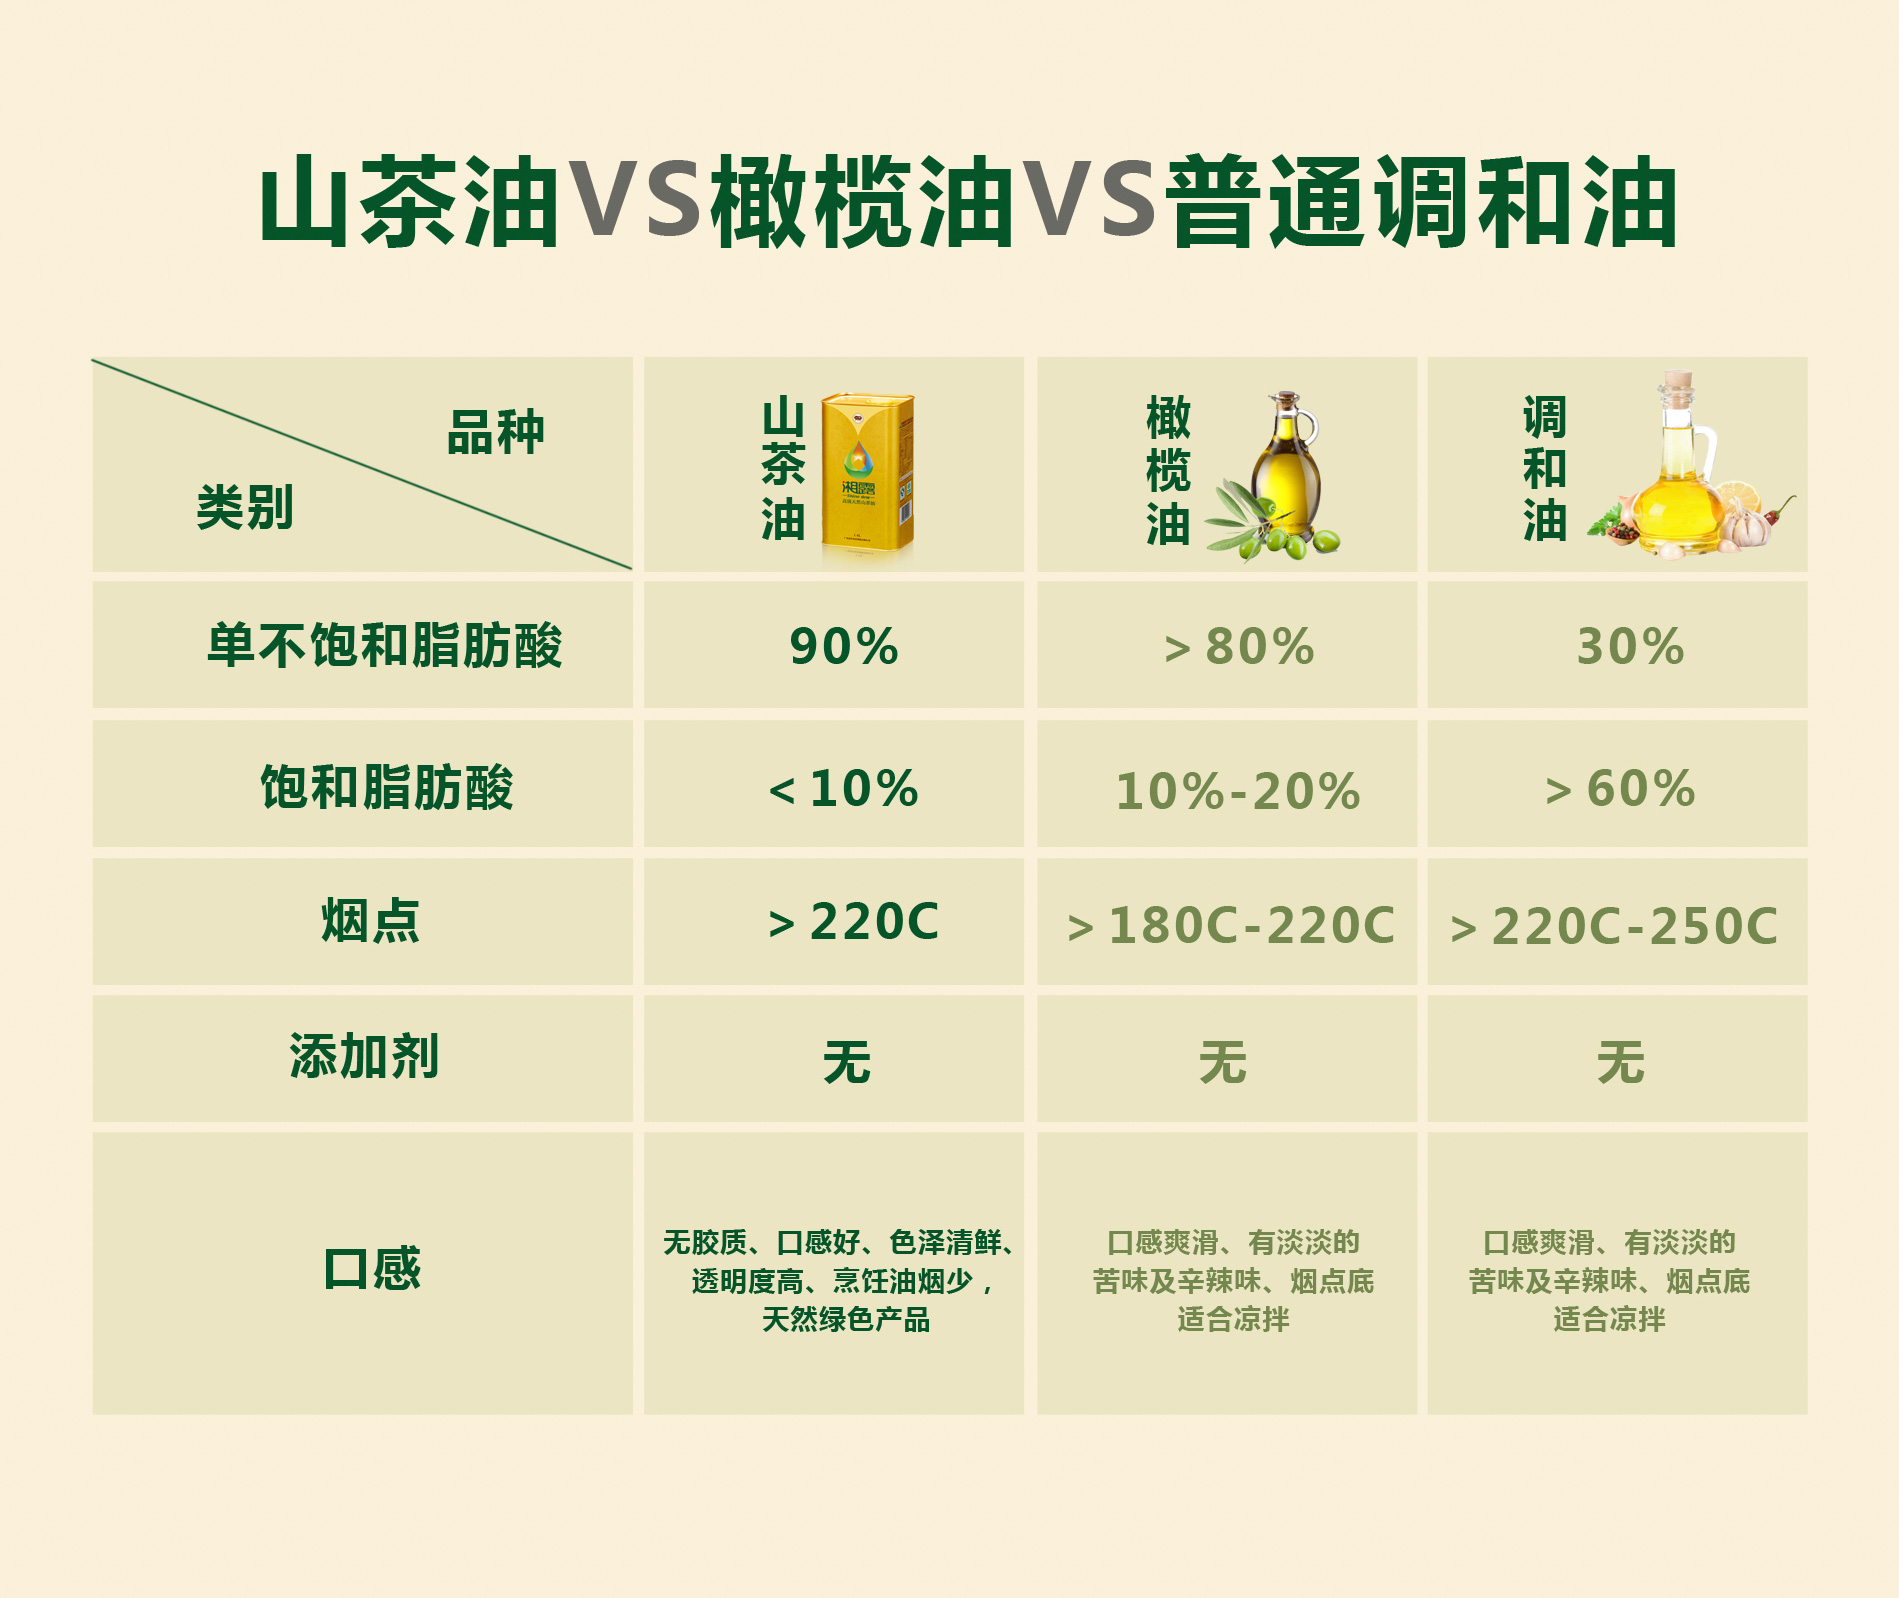 山茶油VS橄榄油VS普通调和油
品种
类别
山茶油
湘露
橄榄油
调和油
单不饱和脂肪酸 90% >80% 30%
饱和脂肪酸 <10% 10%-20% >60%
烟点 >220C >180C-220C >220C-250C
添加剂 无 无 无
口感
无胶质、口感好、色泽清鲜、
透明度高、烹饪油烟少，
天然绿色产品
口感爽滑、有淡淡的
苦味及辛辣味、烟点底
适合凉拌
口感爽滑、有淡淡的
苦味及辛辣味、烟点底
适合凉拌